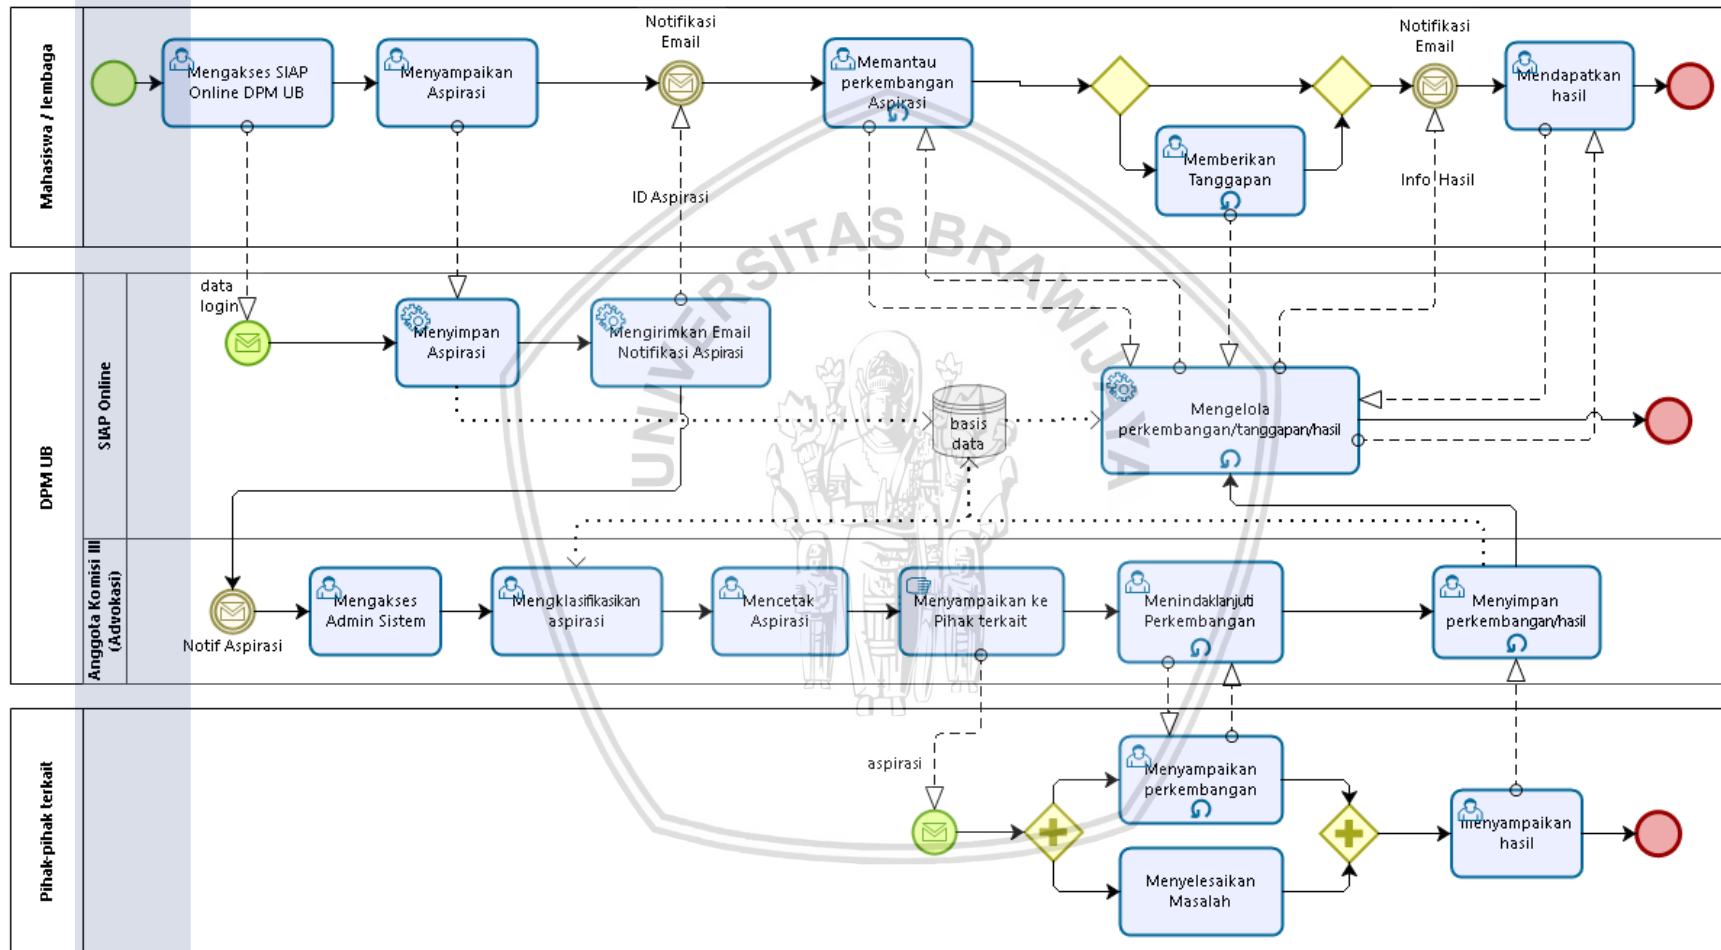 Mahasiswa / lembaga
Mengakses SIAP
Online DPM UB
Menyampaikan
Aspirasi
Notifikasi
Email
Memantau
perkembangan
Aspirasi
Memberikan
Tanggapan
Notifikasi
Email
Mendapatkan
hasil
ID Aspirasi
Info Hasil
UNIVERSITAS BRAWIJAYA
DPM UB
SIAP Online
data
login
Menyimpan
Aspirasi
Mengirimkan Email
Notifikasi Aspirasi
basis
data
Mengelola
perkembangan/tanggapan/hasil
Anggota Komisi III
(Advokasi)
Notif Aspirasi
Mengakses
Admin Sistem
Mengklasifikasikan
aspirasi
Mencetak
Aspirasi
Menyampaikan ke
Pihak terkait
Menindaklanjuti
Perkembangan
Menyimpan
perkembangan/hasil
Pihak-pihak terkait
aspirasi
Menyampaikan
perkembangan
Menyelesaikan
Masalah
menyampaikan
hasil